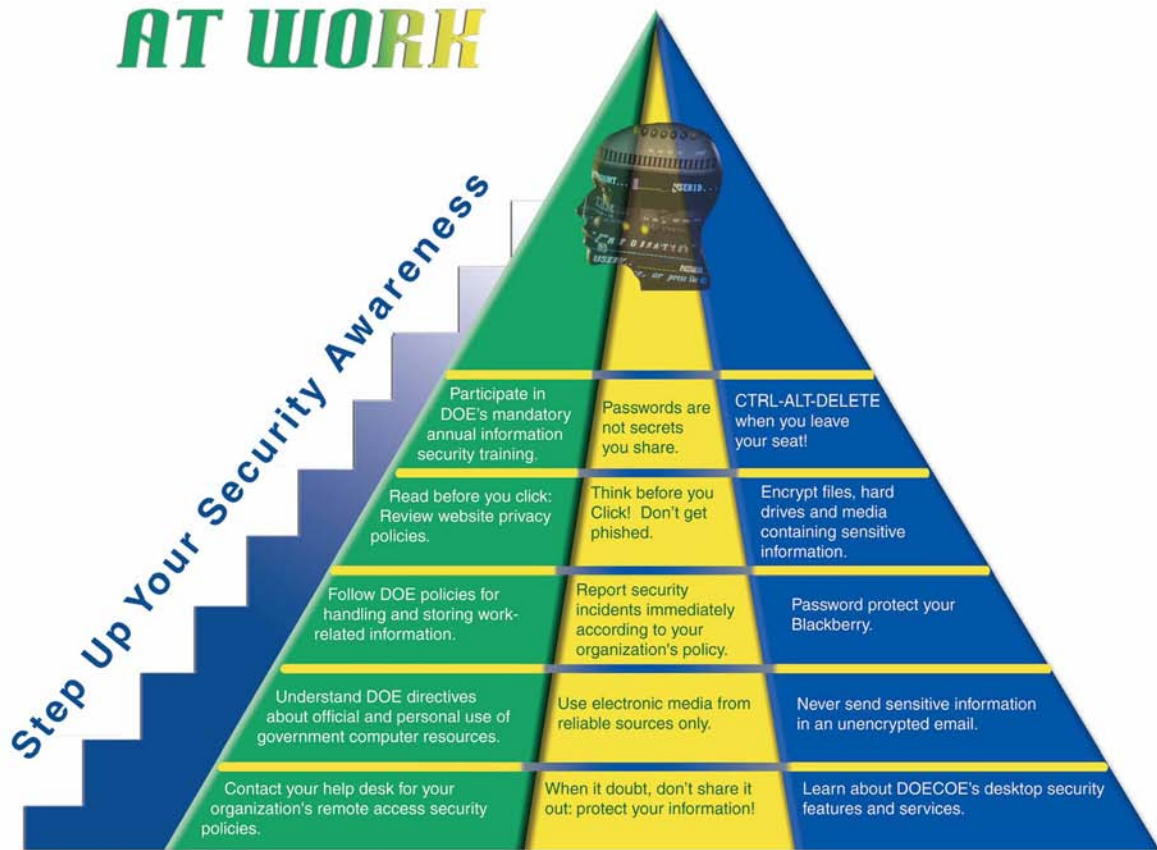 AT WORK
Step Up Your Security Awareness
USERID...
Participate in
DOE's mandatory
annual information
security training.
Passwords are
not secrets
you share.
CTRL-ALT-DELETE
when you leave
your seat!
Read before you click:
Review website privacy
policies.
Think before you
Click! Don't get
phished.
Encrypt files, hard
drives and media
containing sensitive
information.
Follow DOE policies for
handling and storing work-
related information.
Report security
incidents immediately
according to your
organization's policy.
Password protect your
Blackberry.
Understand DOE directives
about official and personal use of
government computer resources.
Use electronic media from
reliable sources only.
Never send sensitive information
in an unencrypted email.
Contact your help desk for your
organization's remote access security
policies.
When it doubt, don't share it
out: protect your information!
Learn about DOECOE's desktop security
features and services.